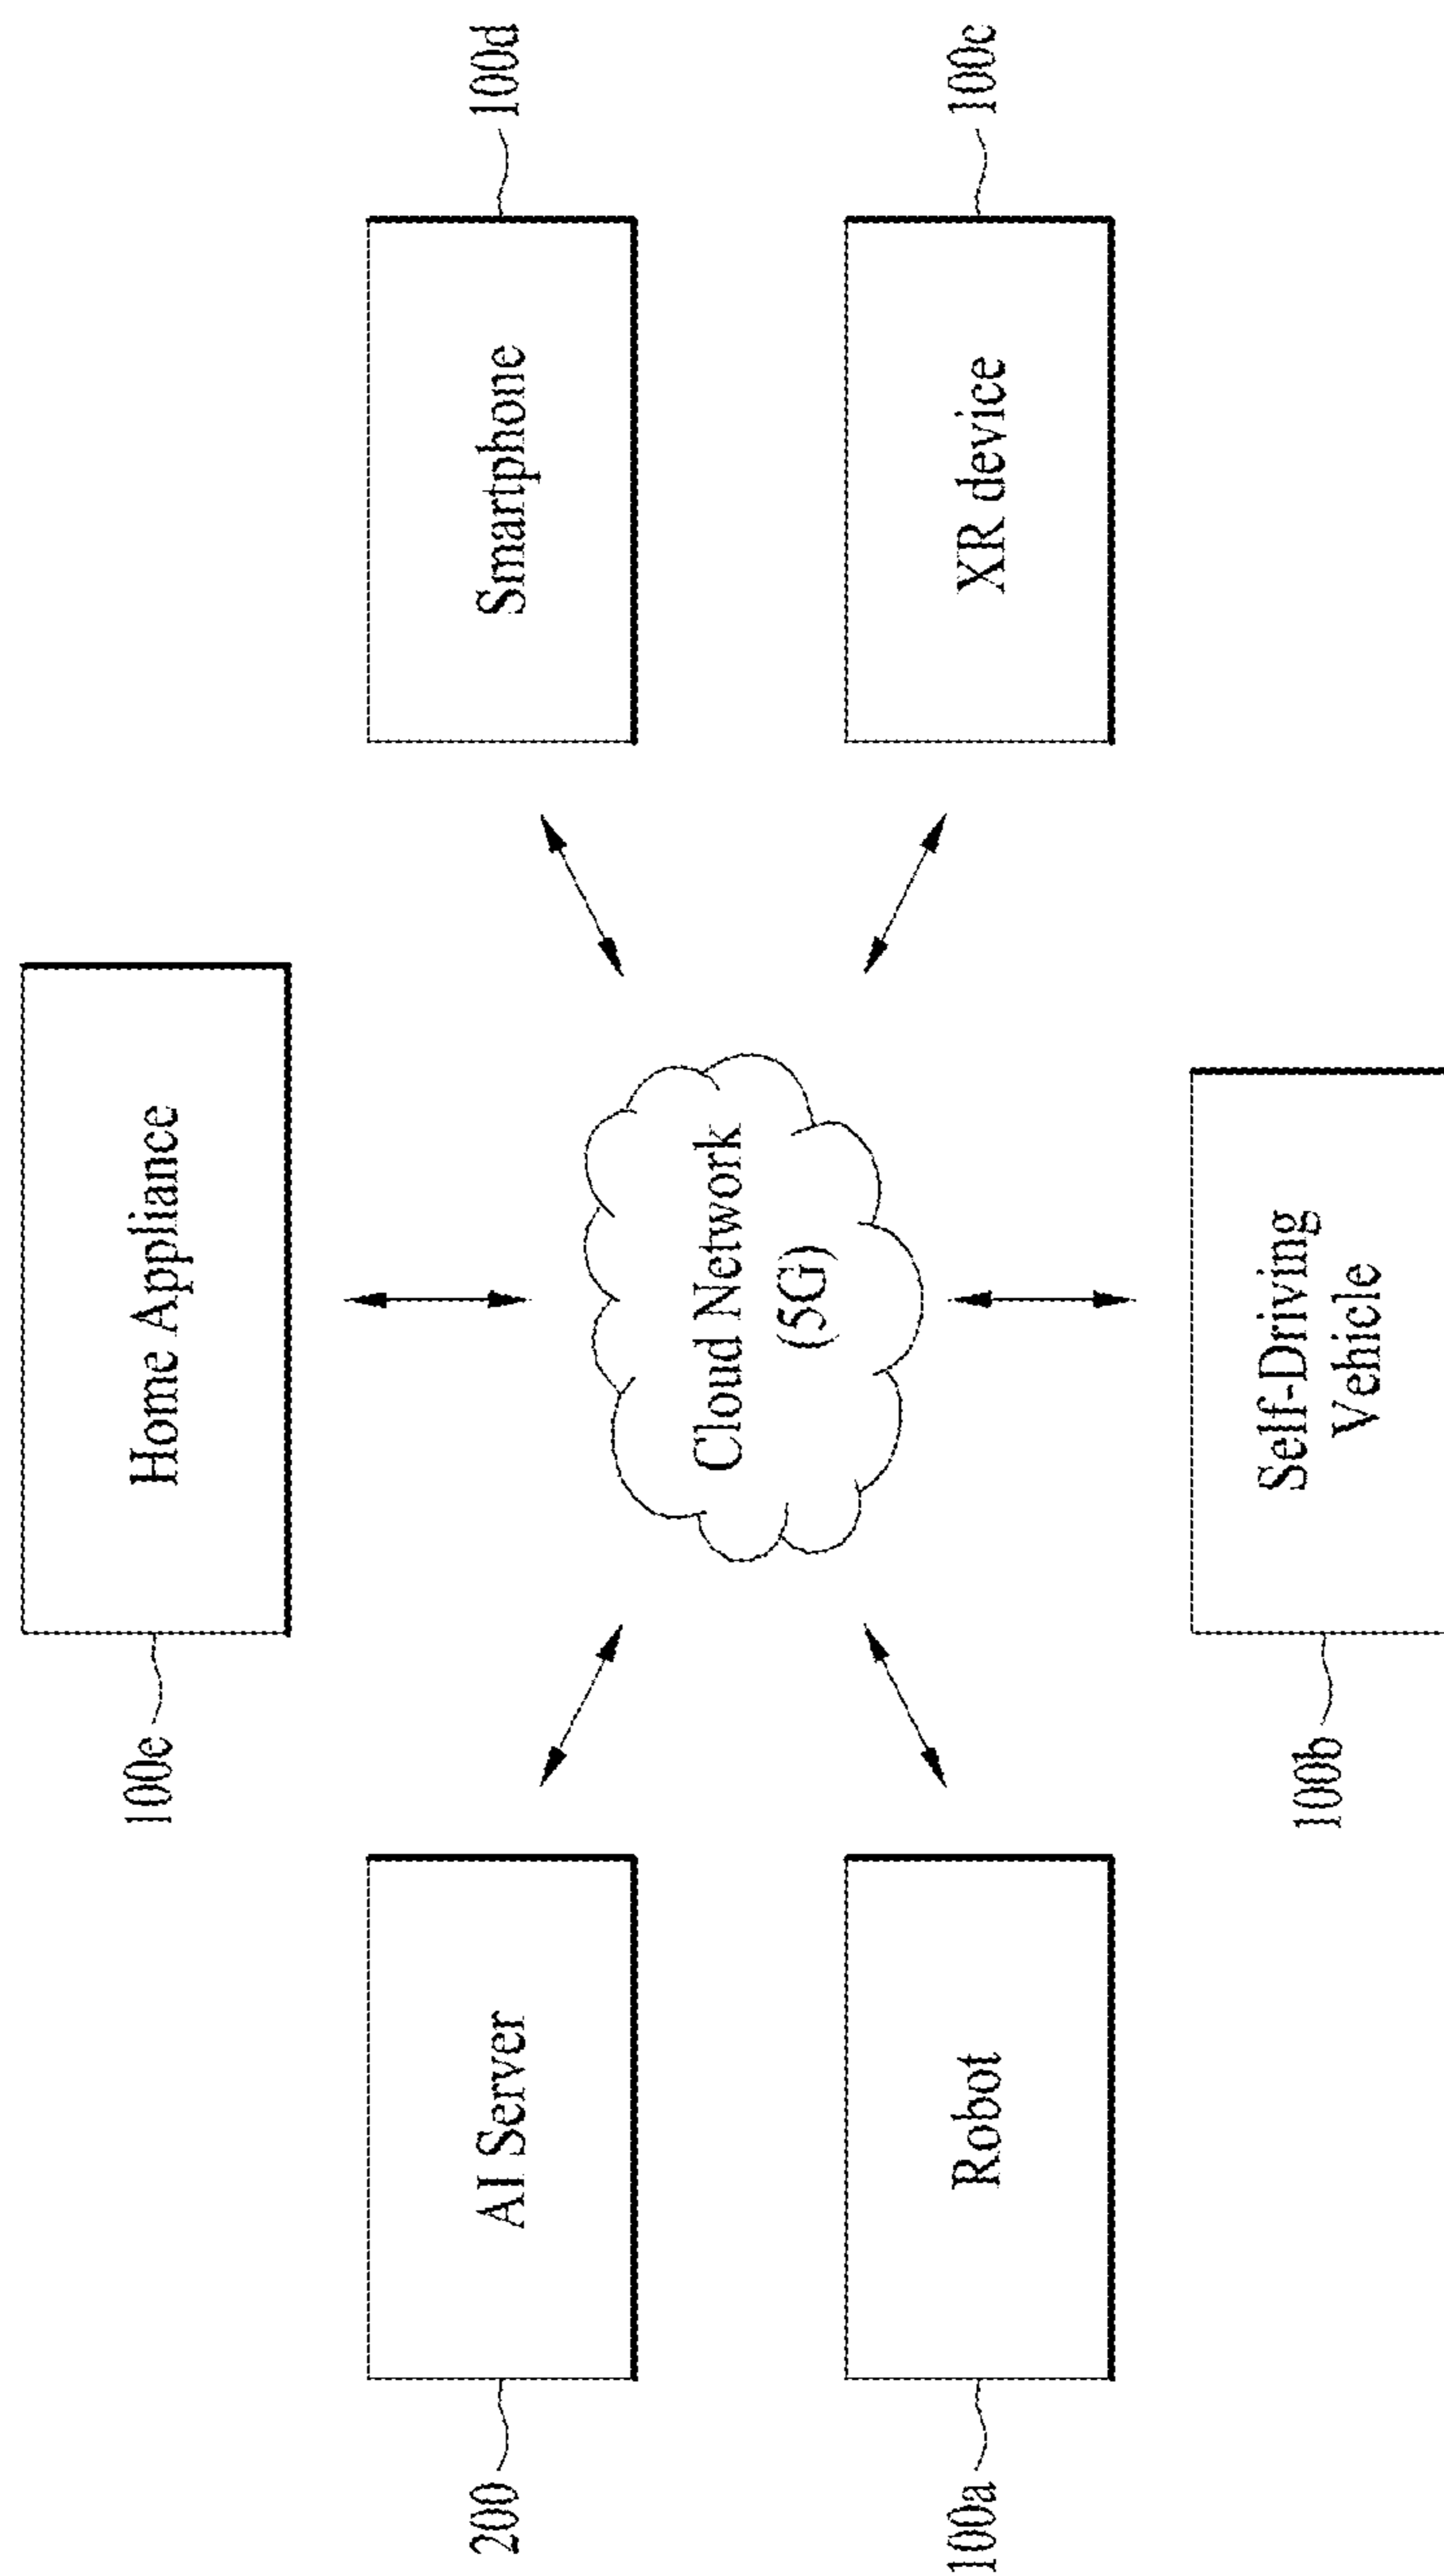 Home Appliance
100e
200
AI Server
Smartphone
100d
Cloud Network
(5G)
100a
Robot
XR device
100c
100b
Self-Driving
Vehicle